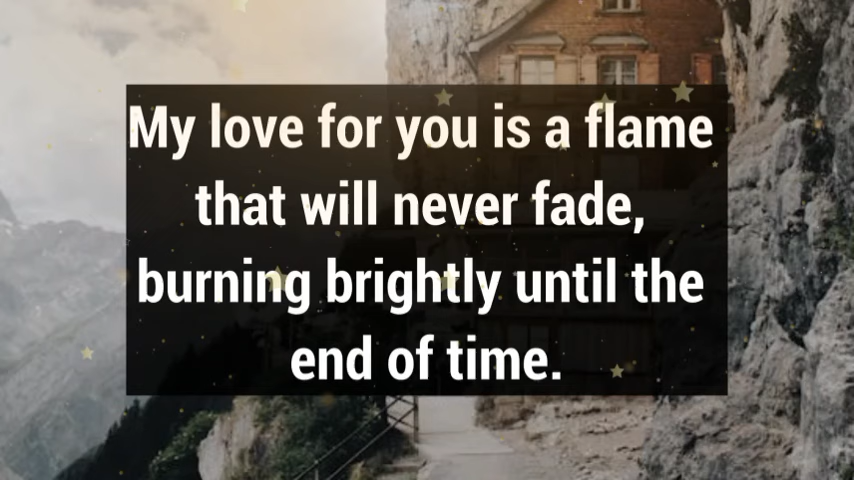 My love for you is a flame
that will never fade,
burning brightly until the
end of time.